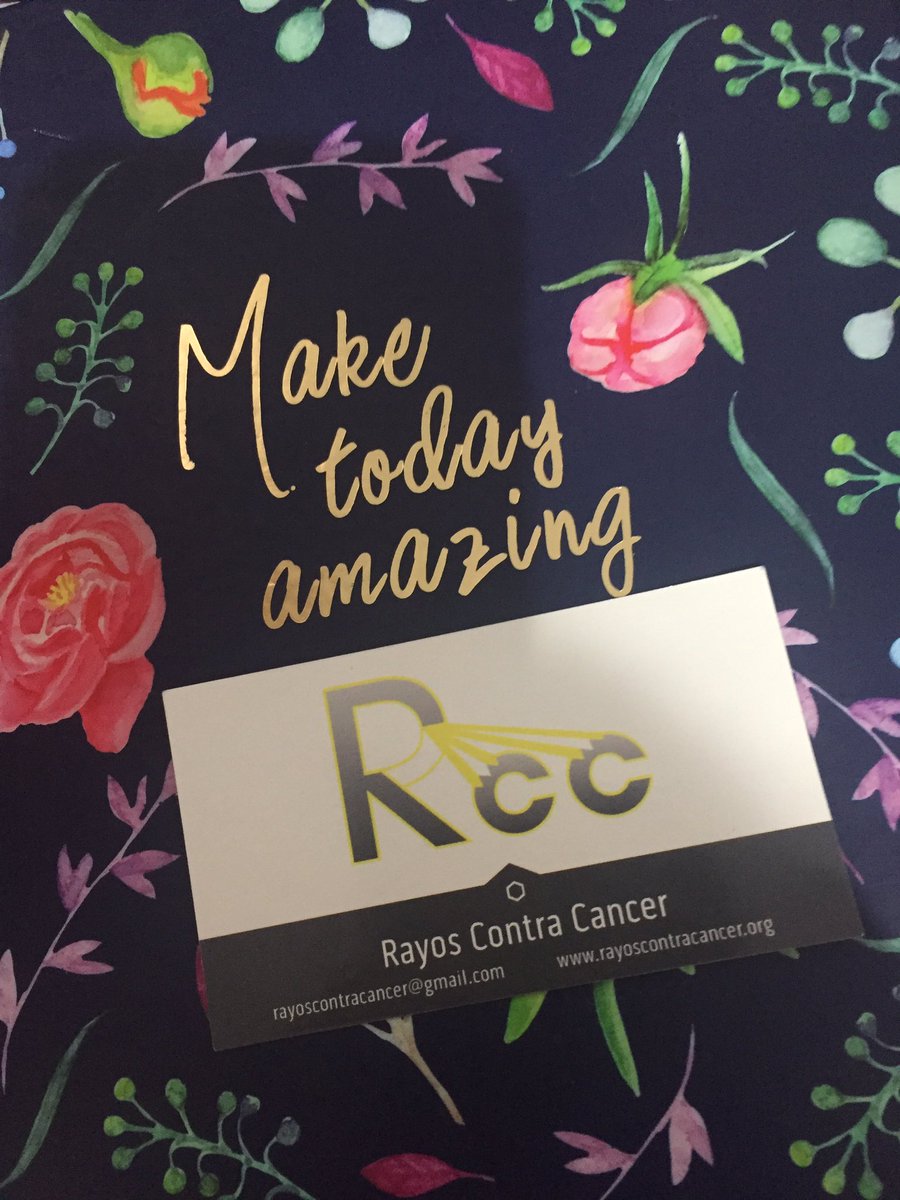 Make
today
amazing
Rcc
Rayos Contra Cancer
rayoscontracancer@gmail.com www.rayoscontracancer.org